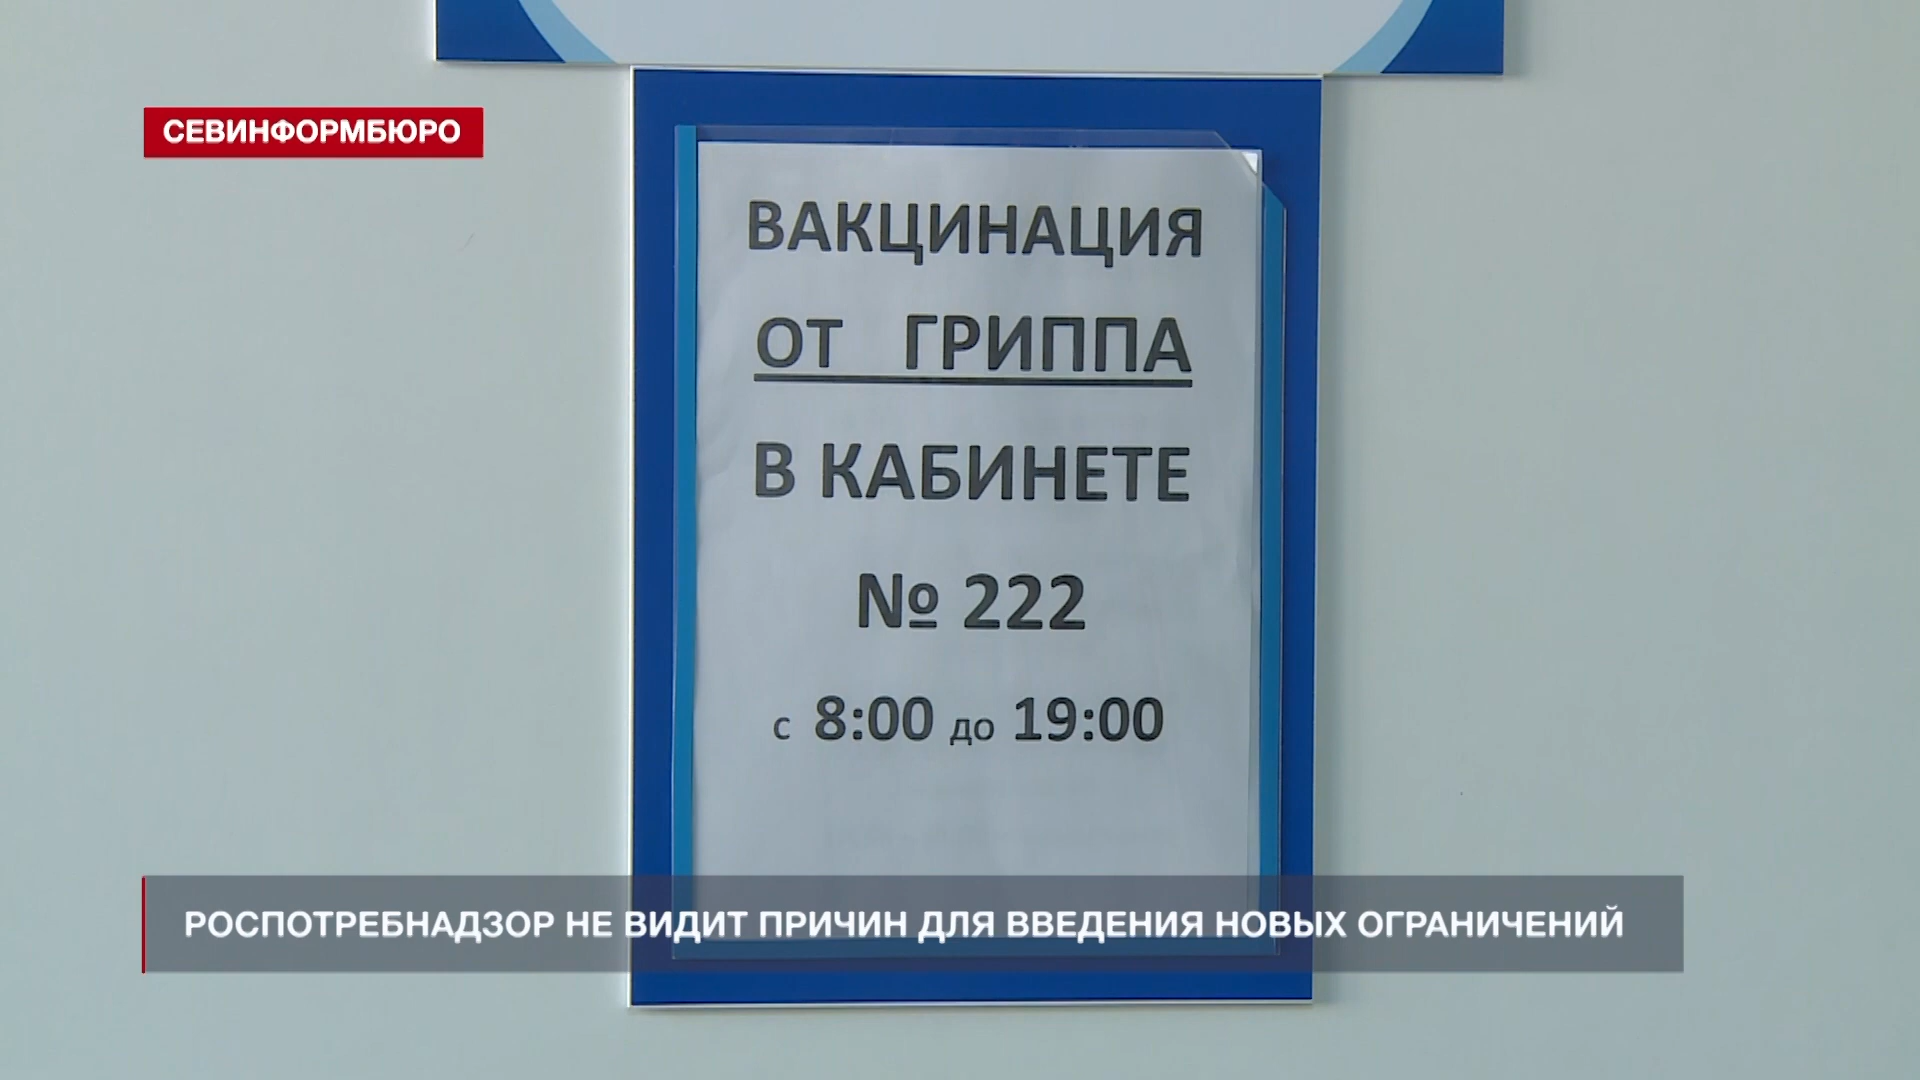 СЕВИНФОРМБЮРО
ВАКЦИНАЦИЯ
ОТ ГРИППА
В КАБИНЕТЕ
№ 222
с 8:00 до 19:00
РОСПОТРЕБНАДЗОР НЕ ВИДИТ ПРИЧИН ДЛЯ ВВЕДЕНИЯ НОВЫХ ОГРАНИЧЕНИЙ